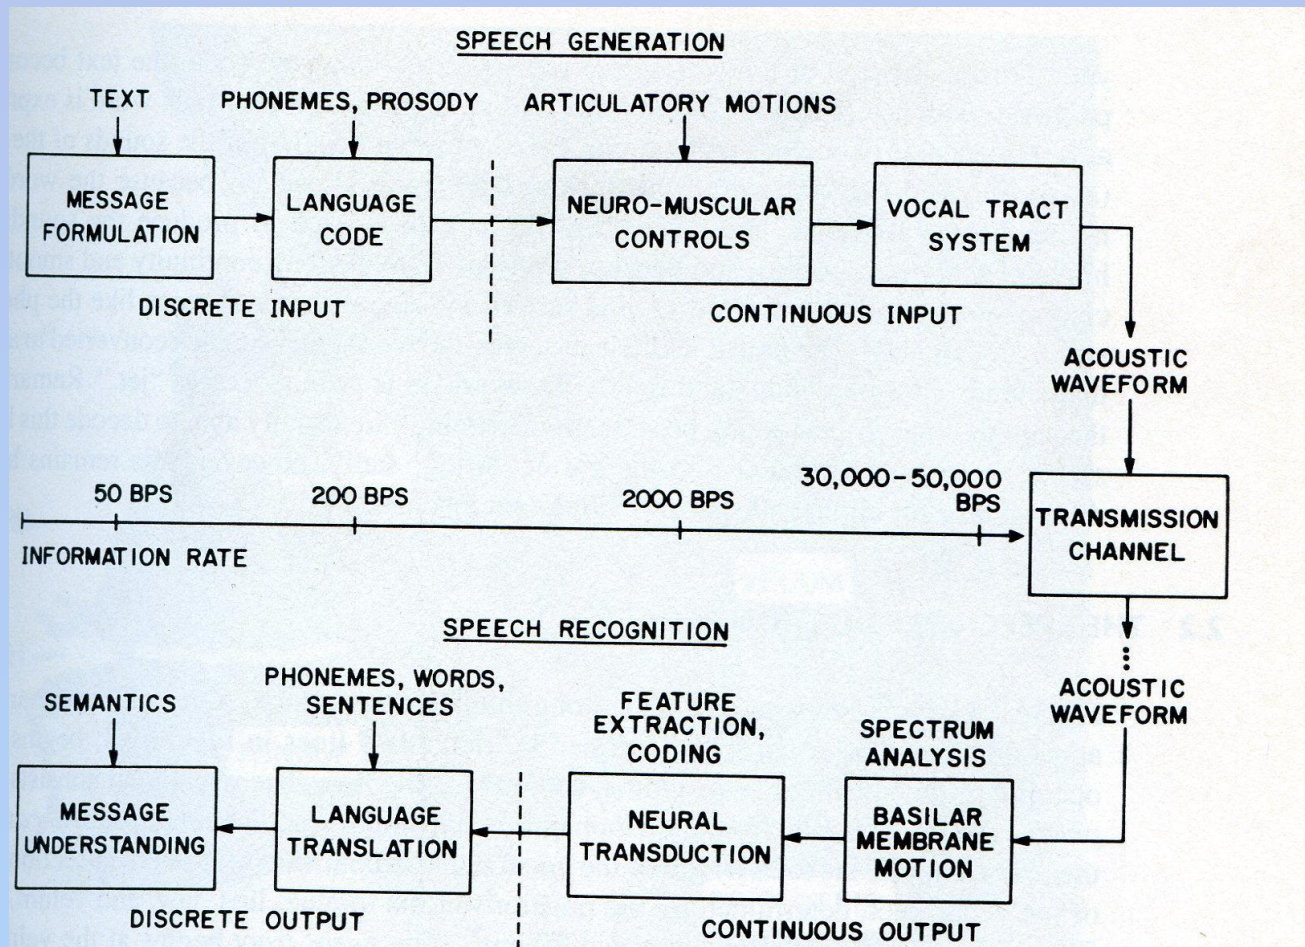 SPEECH GENERATION
TEXT
PHONEMES, PROSODY
ARTICULATORY MOTIONS
MESSAGE
FORMULATION
LANGUAGE
CODE
NEURO-MUSCULAR
CONTROLS
VOCAL TRACT
SYSTEM
DISCRETE INPUT
CONTINUOUS INPUT
ACOUSTIC
WAVEFORM
50 BPS
200 BPS
2000 BPS
30,000-50,000
BPS
INFORMATION RATE
TRANSMISSION
CHANNEL
SPEECH RECOGNITION
ACOUSTIC
WAVEFORM
SEMANTICS
PHONEMES, WORDS,
SENTENCES
FEATURE
EXTRACTION,
CODING
SPECTRUM
ANALYSIS
MESSAGE
UNDERSTANDING
LANGUAGE
TRANSLATION
NEURAL
TRANSDUCTION
BASILAR
MEMBRANE
MOTION
DISCRETE OUTPUT
CONTINUOUS OUTPUT